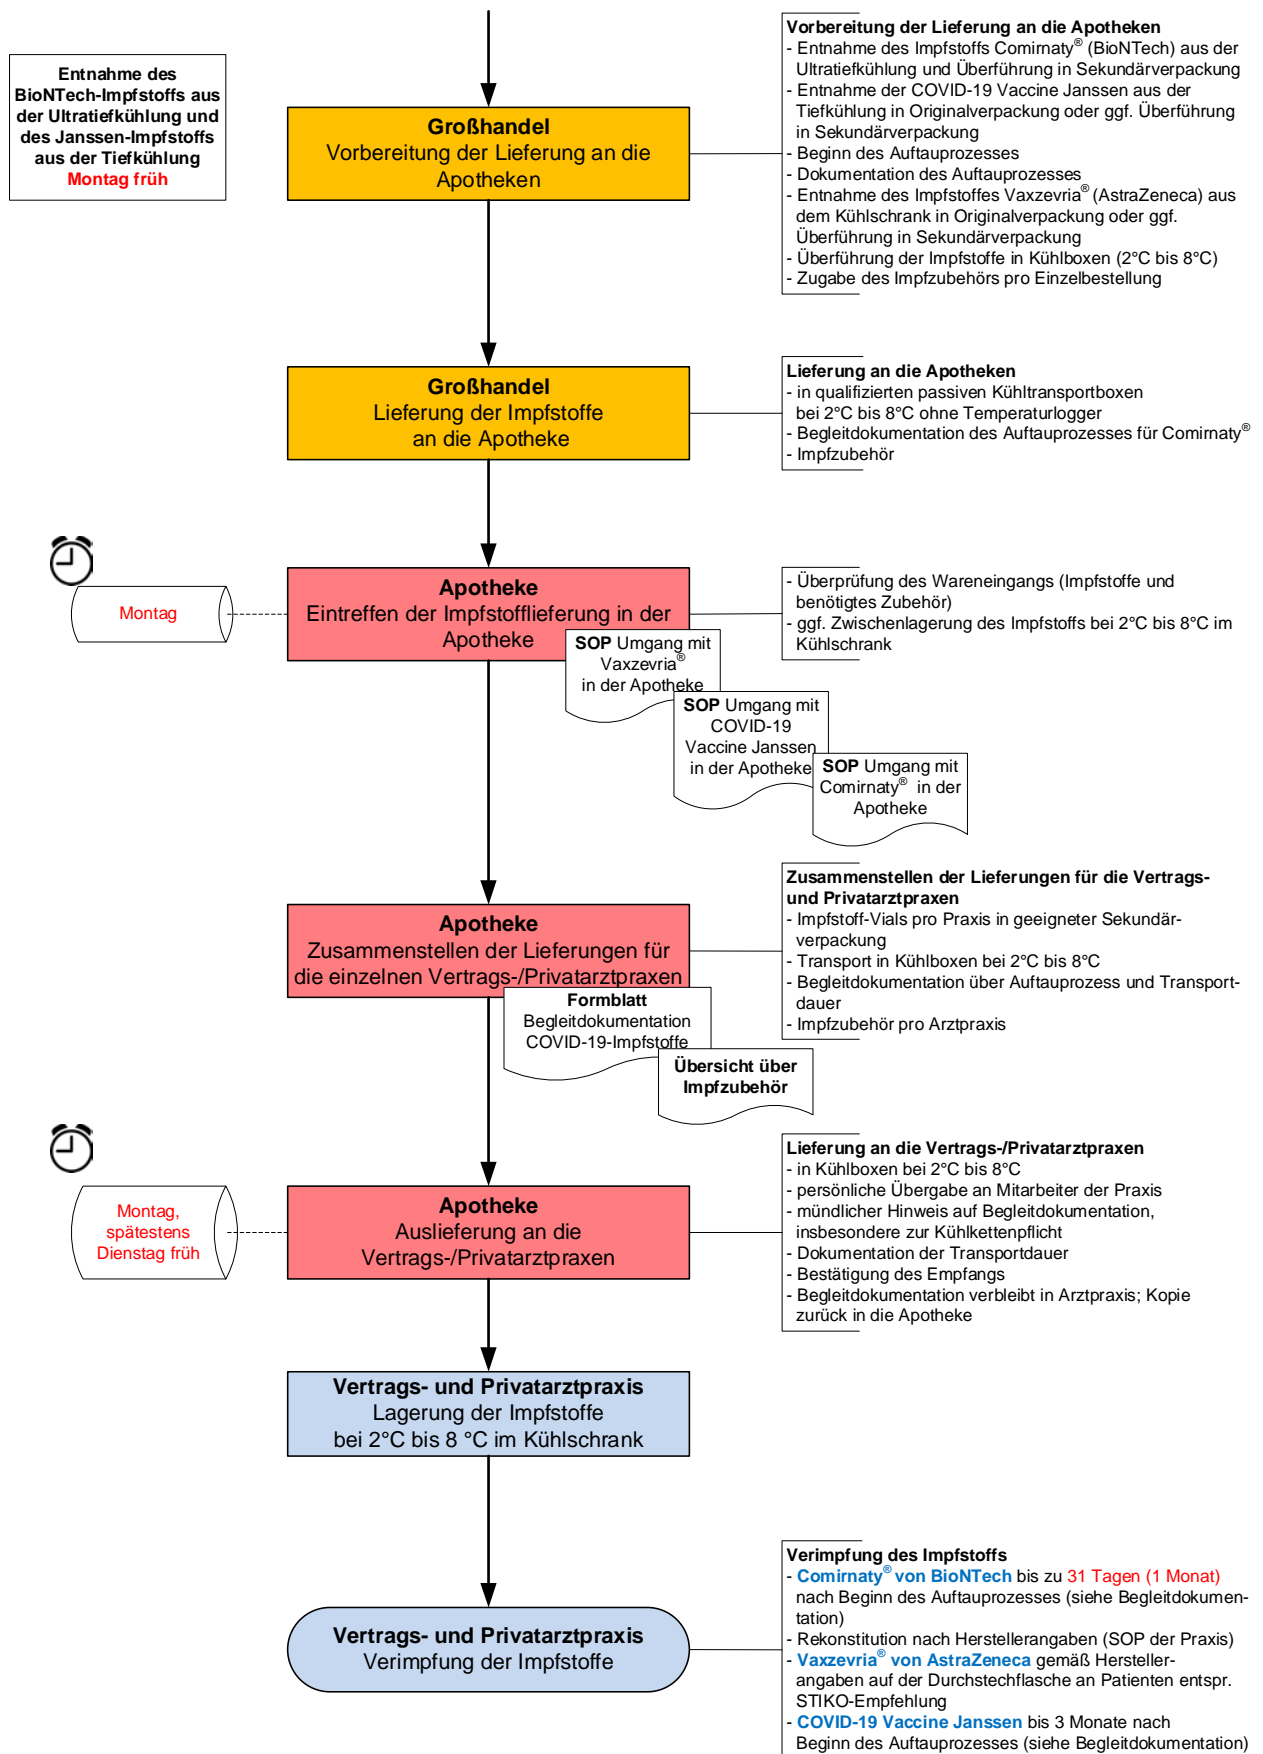 Entnahme des
BioNTech-Impfstoffs aus
der Ultratiefkühlung und
des Janssen-Impfstoffs
aus der Tiefkühlung
Montag früh
Großhandel
Vorbereitung der Lieferung an die
Apotheken
Vorbereitung der Lieferung an die Apotheken
- Entnahme des Impfstoffs Comirnaty® (BioNTech) aus der
Ultratiefkühlung und Überführung in Sekundärverpackung
- Entnahme der COVID-19 Vaccine Janssen aus der
Tiefkühlung in Originalverpackung oder ggf. Überführung
in Sekundärverpackung
- Beginn des Auftauprozesses
- Dokumentation des Auftauprozesses
- Entnahme des Impfstoffes Vaxzevria® (AstraZeneca) aus
dem Kühlschrank in Originalverpackung oder ggf.
Überführung in Sekundärverpackung
- Überführung der Impfstoffe in Kühlboxen (2°C bis 8°C)
- Zugabe des Impfzubehörs pro Einzelbestellung
Großhandel
Lieferung der Impfstoffe
an die Apotheke
Lieferung an die Apotheken
- in qualifizierten passiven Kühltransportboxen
bei 2°C bis 8°C ohne Temperaturlogger
- Begleitdokumentation des Auftauprozesses für Comirnaty®
- Impfzubehör
Montag
Apotheke
Eintreffen der Impfstofflieferung in der
Apotheke
- Überprüfung des Wareneingangs (Impfstoffe und
benötigtes Zubehör)
- ggf. Zwischenlagerung des Impfstoffs bei 2°C bis 8°C im
Kühlschrank
SOP Umgang mit
Vaxzevria®
in der Apotheke
SOP Umgang mit
COVID-19
Vaccine Janssen
in der Apotheke
SOP Umgang mit
Comirnaty® in der
Apotheke
Apotheke
Zusammenstellen der Lieferungen für
die einzelnen Vertrags-/Privatarztpraxen
Zusammenstellen der Lieferungen für die Vertrags-
und Privatarztpraxen
- Impfstoff-Vials pro Praxis in geeigneter Sekundär-
verpackung
- Transport in Kühlboxen bei 2°C bis 8°C
- Begleitdokumentation über Auftauprozess und Transport-
dauer
- Impfzubehör pro Arztpraxis
Formblatt
Begleitdokumentation
COVID-19-Impfstoffe
Übersicht über
Impfzubehör
Montag,
spätestens
Dienstag früh
Apotheke
Auslieferung an die
Vertrags-/Privatarztpraxen
Lieferung an die Vertrags-/Privatarztpraxen
- in Kühlboxen bei 2°C bis 8°C
- persönliche Übergabe an Mitarbeiter der Praxis
- mündlicher Hinweis auf Begleitdokumentation,
insbesondere zur Kühlkettenpflicht
- Dokumentation der Transportdauer
- Bestätigung des Empfangs
- Begleitdokumentation verbleibt in Arztpraxis; Kopie
zurück in die Apotheke
Vertrags- und Privatarztpraxis
Lagerung der Impfstoffe
bei 2°C bis 8 °C im Kühlschrank
Vertrags- und Privatarztpraxis
Verimpfung der Impfstoffe
Verimpfung des Impfstoffs
- Comirnaty® von BioNTech bis zu 31 Tagen (1 Monat)
nach Beginn des Auftauprozesses (siehe Begleitdokumen-
tation)
- Rekonstitution nach Herstellerangaben (SOP der Praxis)
- Vaxzevria® von AstraZeneca gemäß Hersteller-
angaben auf der Durchstechflasche an Patienten entspr.
STIKO-Empfehlung
- COVID-19 Vaccine Janssen bis 3 Monate nach
Beginn des Auftauprozesses (siehe Begleitdokumentation)